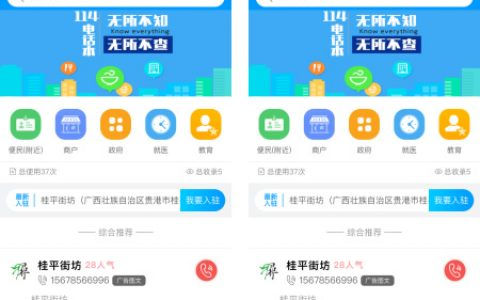 114
电话本
无所不知
Know everything
无所不查
便民(附近)
商户
政府
就医
教育
总使用37次
总收录5
最新入驻
桂平街坊（广西壮族自治区贵港市桂
我要入驻
综合推荐
桂平街坊 28人气
15678566996
广告图文
桂平街坊
114
电话本
无所不知
Know everything
无所不查
便民(附近)
商户
政府
就医
教育
总使用37次
总收录5
最新入驻
桂平街坊（广西壮族自治区贵港市桂
我要入驻
综合推荐
桂平街坊 28人气
15678566996
广告图文
桂平街坊